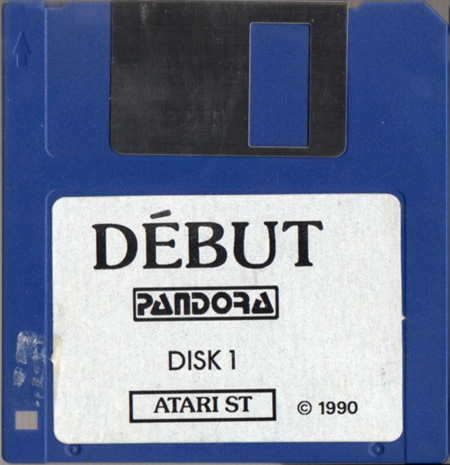 DÉBUT
PANDORA
DISK 1
ATARI ST © 1990